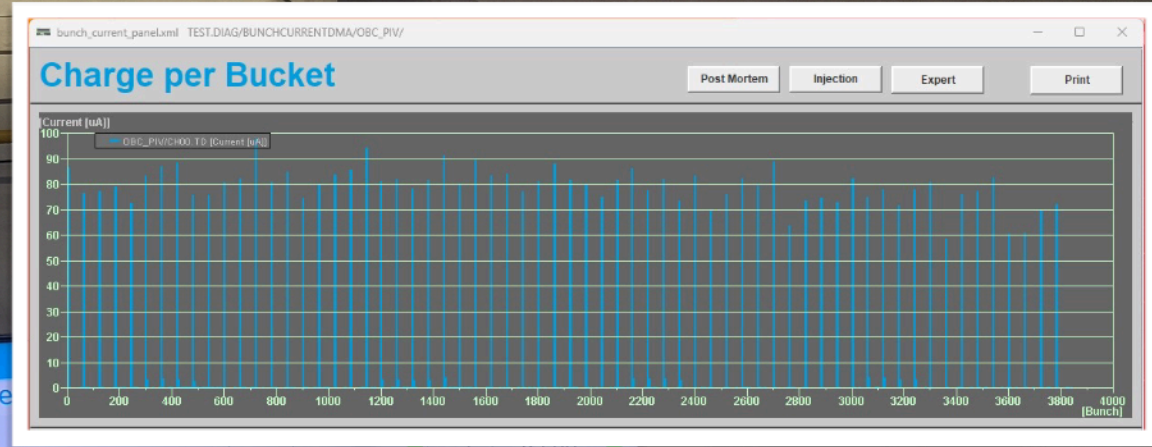 bunch_current_panel.xml TEST.DIAG/BUNCHCURRENTDMA/OBC_PIV/
Charge per Bucket
Post Mortem Injection Expert Print
[Current [uA]]
OBC_PIV/CH00.TD [Current [uA]]
100
90
80
70
60
50
40
30
20
10
0
0 200 400 600 800 1000 1200 1400 1600 1800 2000 2200 2400 2600 2800 3000 3200 3400 3600 3800 4000
[Bunch]
e